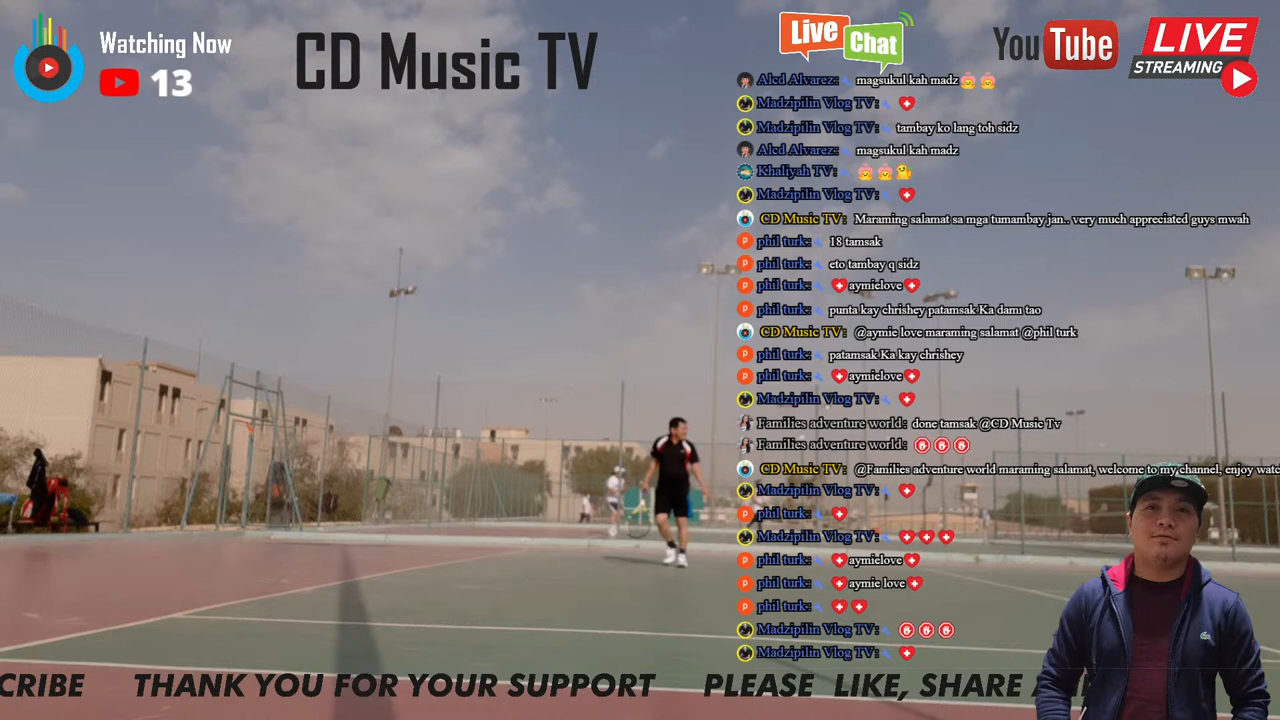 Watching Now
13
CD Music TV
Live Chat
YouTube
LIVE
STREAMING
Alcd Alvarez: magsukul kah madz
Madzipilin Vlog TV:
Madzipilin Vlog TV: tambay ko lang toh sidz
Alcd Alvarez: magsukul kah madz
Khaliyah TV:
Madzipilin Vlog TV:
CD Music TV: Maraming salamat sa mga tumambay jan.. very much appreciated guys mwah
phil turk: 18 tamsak
phil turk: eto tambay q sidz
phil turk: aymielove
phil turk: punta kay chrishey patamsak Ka dami tao
CD Music TV: @aymie love maraming salamat @phil turk
phil turk: patamsak Ka kay chrishey
phil turk: aymielove
Madzipilin Vlog TV:
Families adventure world: done tamsak @CD Music Tv
Families adventure world:
CD Music TV: @Families adventure world maraming salamat, welcome to my channel, enjoy watc
Madzipilin Vlog TV:
phil turk:
Madzipilin Vlog TV:
phil turk: aymielove
phil turk: aymie love
phil turk:
Madzipilin Vlog TV:
Madzipilin Vlog TV:
CRIBE THANK YOU FOR YOUR SUPPORT PLEASE LIKE, SHARE